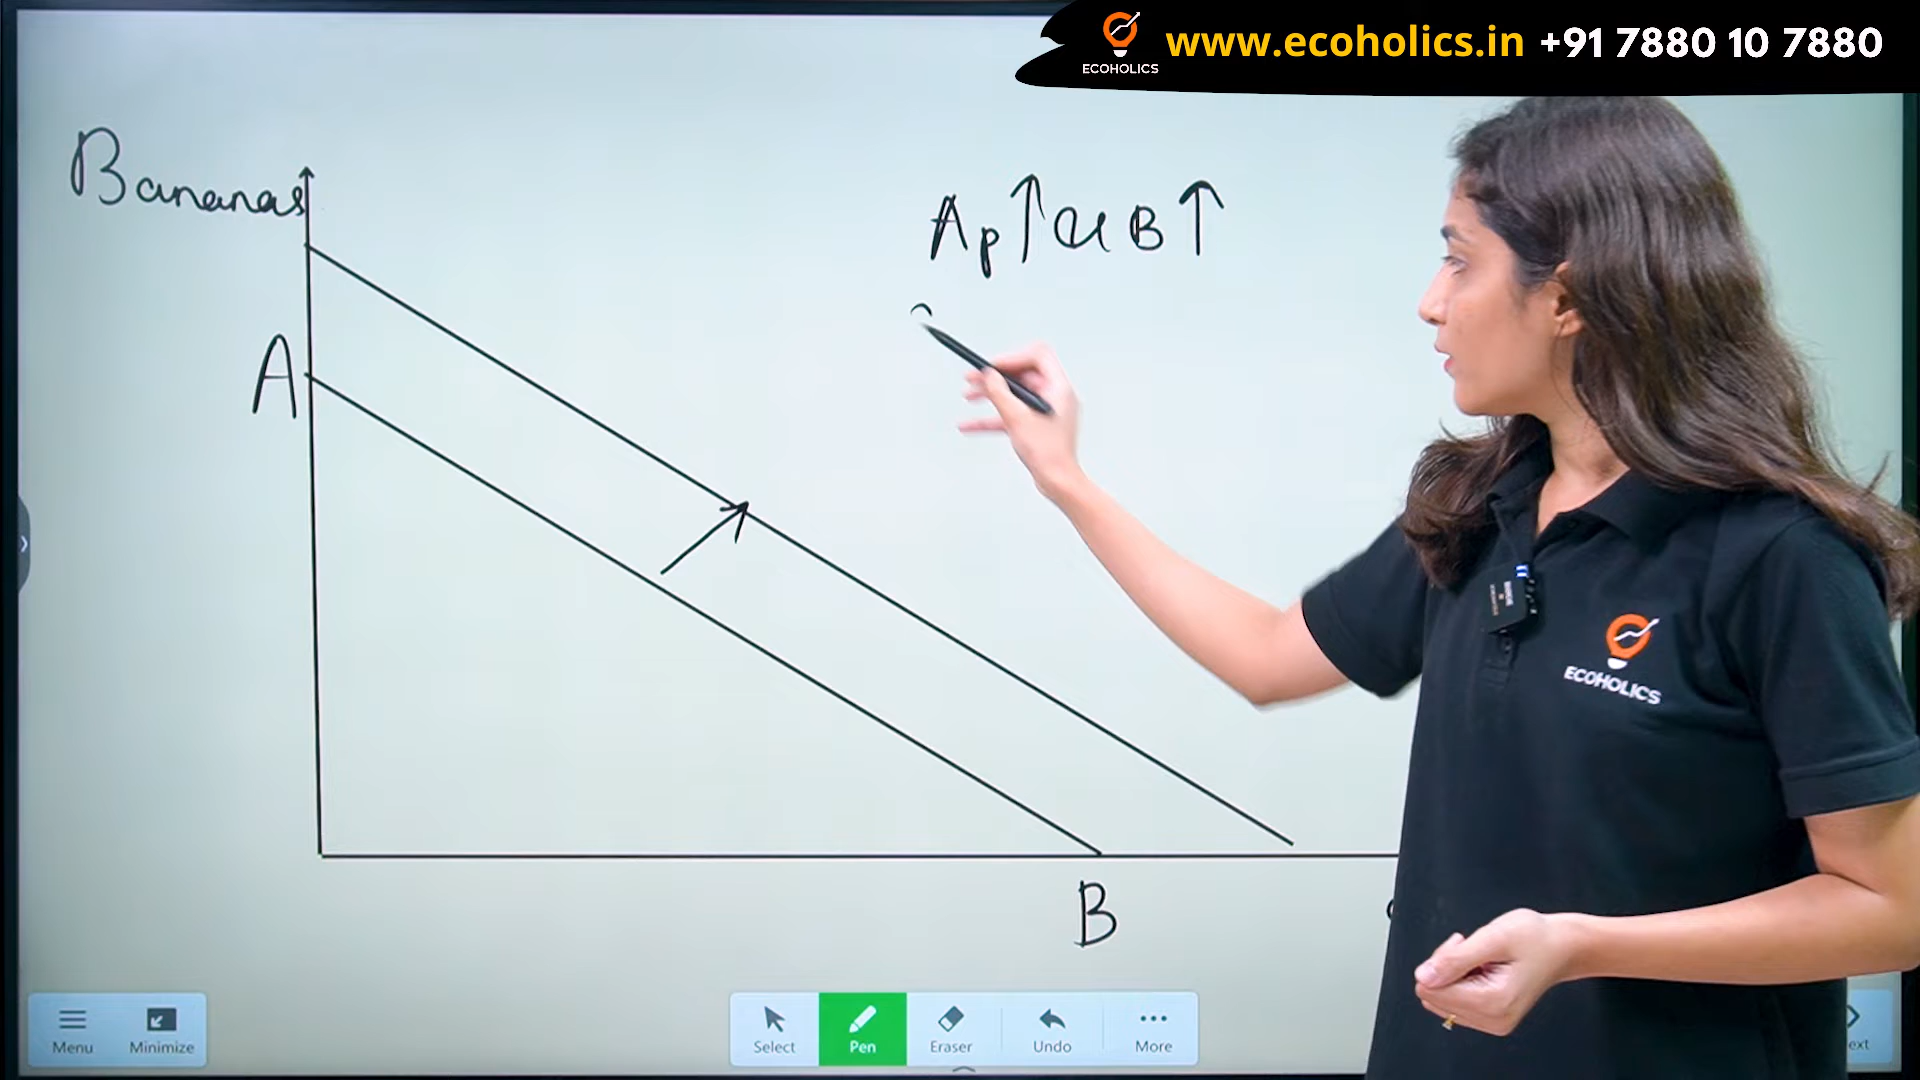 www.ecoholics.in +91 7880 10 7880
ECOHOLICS
Bananas
Ap↑ B↑
A
B
ECOHOLICS
Menu
Minimize
Select
Pen
Eraser
Undo
More